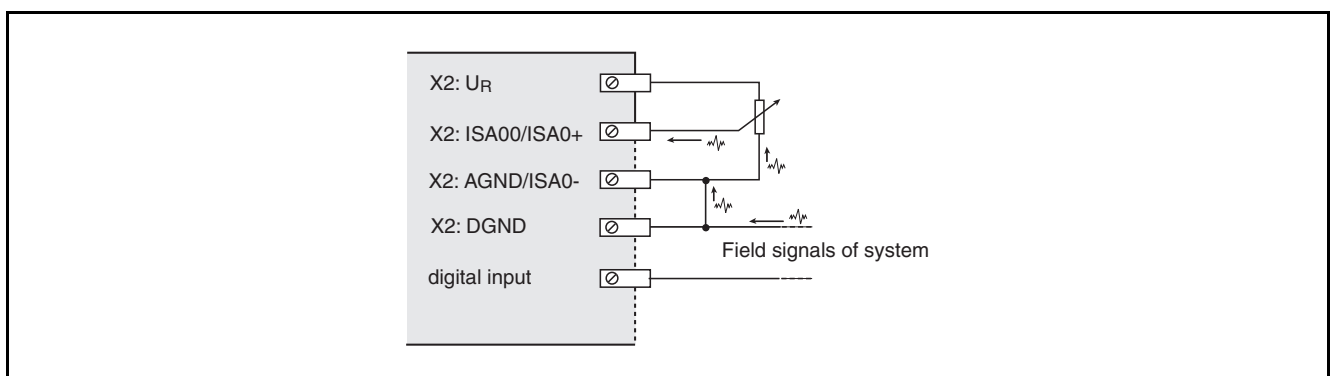 X2: UR
X2: ISA00/ISA0+
X2: AGND/ISA0-
X2: DGND
Field signals of system
digital input